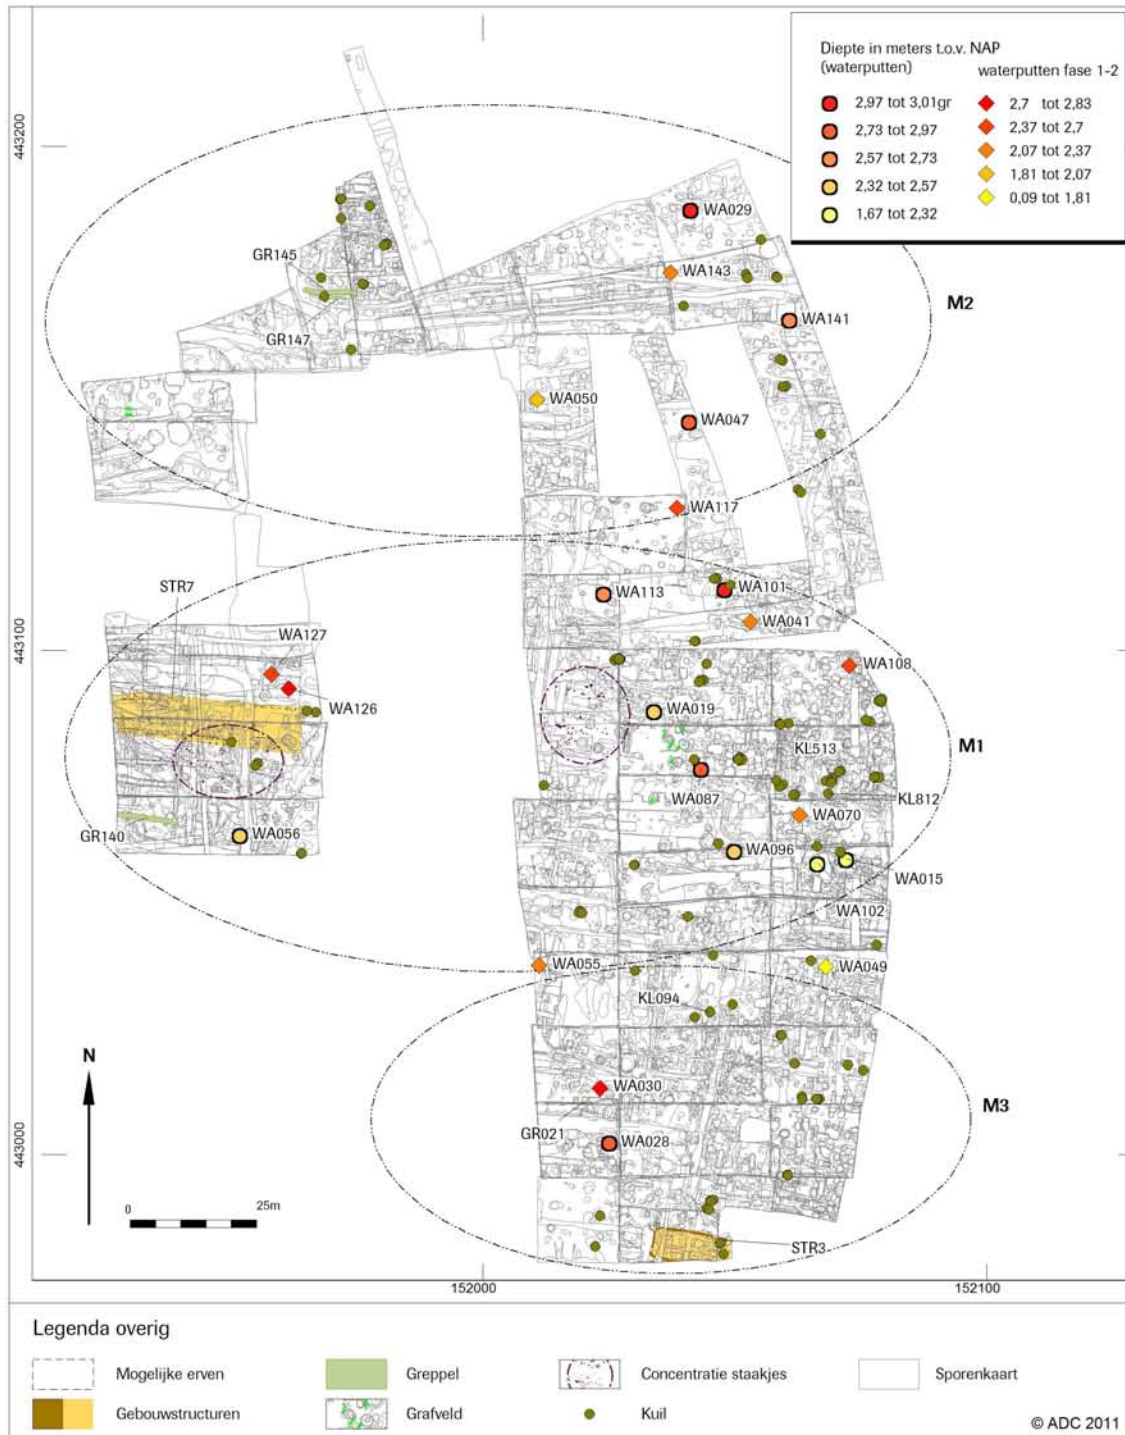 Diepte in meters t.o.v. NAP
(waterputten)
2,97 tot 3,01gr
2,73 tot 2,97
2,57 tot 2,73
2,32 tot 2,57
1,67 tot 2,32
waterputten fase 1-2
2,7 tot 2,83
2,37 tot 2,7
2,07 tot 2,37
1,81 tot 2,07
0,09 tot 1,81
443200
WA029
GR145
WA143
M2
WA141
GR147
WA050
WA047
WA117
STR7
WA101
WA113
WA041
WA127
443100
WA108
WA126
WA019
M1
KL513
WA087
KL812
WA070
GR140
WA056
WA096
WA015
WA102
WA055
WA049
KL094
N
WA030
M3
GR021
WA028
443000
0
25m
STR3
152000
152100
Legenda overig
Mogelijke erven
Greppel
Concentratie staakjes
Sporenkaart
Gebouwstructuren
Grafveld
Kuil
© ADC 2011